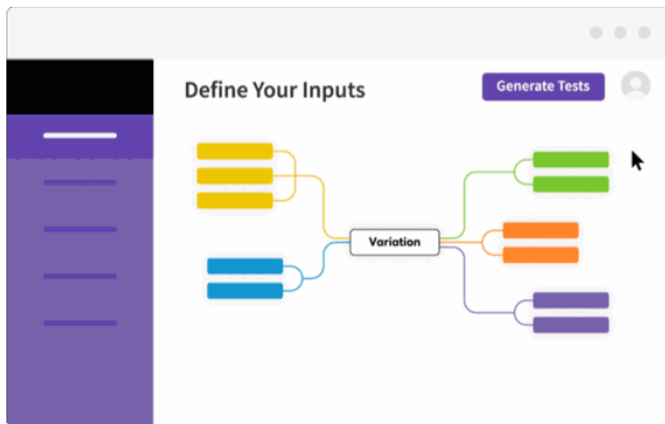 Define Your Inputs
Generate Tests
Variation